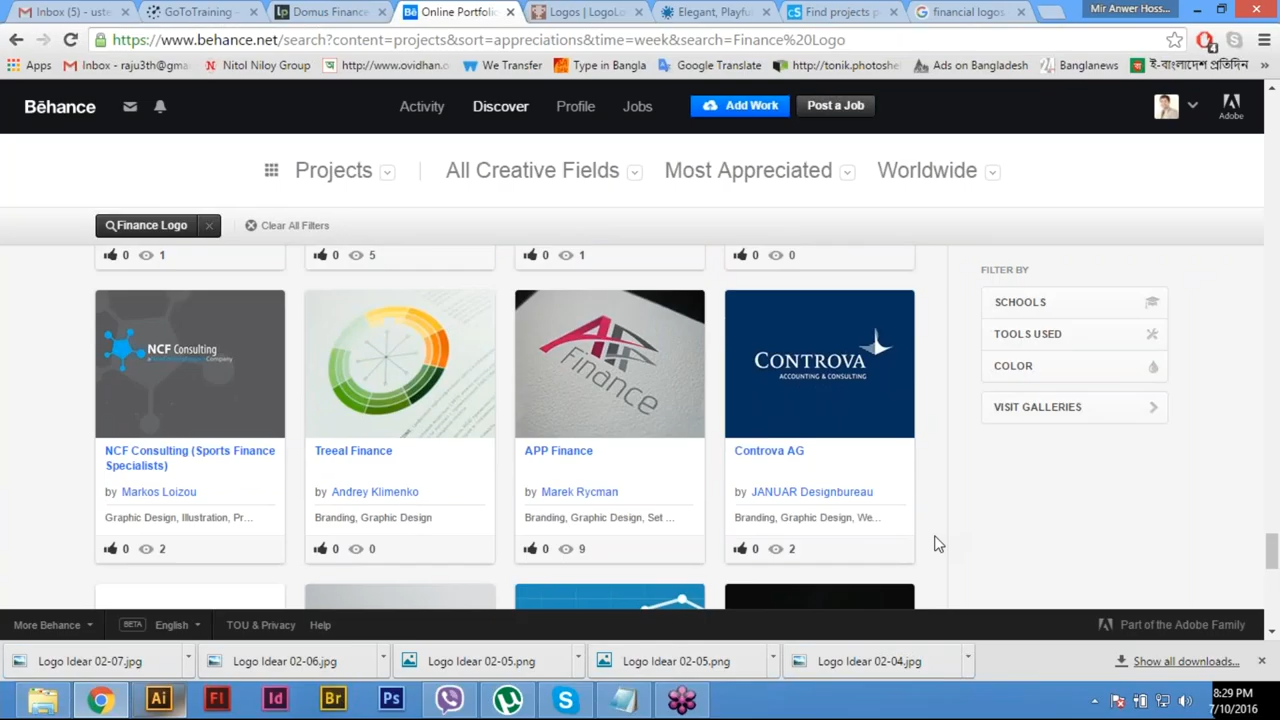 Inbox (5) - uste
GoToTraining -
Domus Finance
Online Portfolio
Logos | LogoLo
Elegant, Playfu
Find projects p
financial logos
Mir Anwer Hoss...
https://www.behance.net/search?content=projects&sort=appreciations&time=week&search=Finance%20Logo
Apps
Inbox - raju3th@gm
Nitol Niloy Group
http://www.ovidhan.o
We Transfer
Type in Bangla
Google Translate
http://tonik.photoshe
Ads on Bangladesh
Banglanews
ই-বাংলাদেশ প্রতিদিন
Bēhance
Activity
Discover
Profile
Jobs
Add Work
Post a Job
Adobe
Projects
All Creative Fields
Most Appreciated
Worldwide
Finance Logo
Clear All Filters
0 1
0 5
0 1
0 0
FILTER BY
SCHOOLS
TOOLS USED
COLOR
VISIT GALLERIES
NCF Consulting
APP
Finance
CONTROVA
ACCOUNTING & CONSULTING
NCF Consulting (Sports Finance
Specialists)
by Markos Loizou
Graphic Design, Illustration, Pr...
0 2
Treeal Finance
by Andrey Klimenko
Branding, Graphic Design
0 0
APP Finance
by Marek Rycman
Branding, Graphic Design, Set ...
0 9
Controva AG
by JANUAR Designbureau
Branding, Graphic Design, We...
0 2
More Behance
BETA
English
TOU & Privacy
Help
Part of the Adobe Family
Logo Idear 02-07.jpg
Logo Idear 02-06.jpg
Logo Idear 02-05.png
Logo Idear 02-05.png
Logo Idear 02-04.jpg
Show all downloads...
Ai
Fl
Id
Br
Ps
8:29 PM
7/10/2016